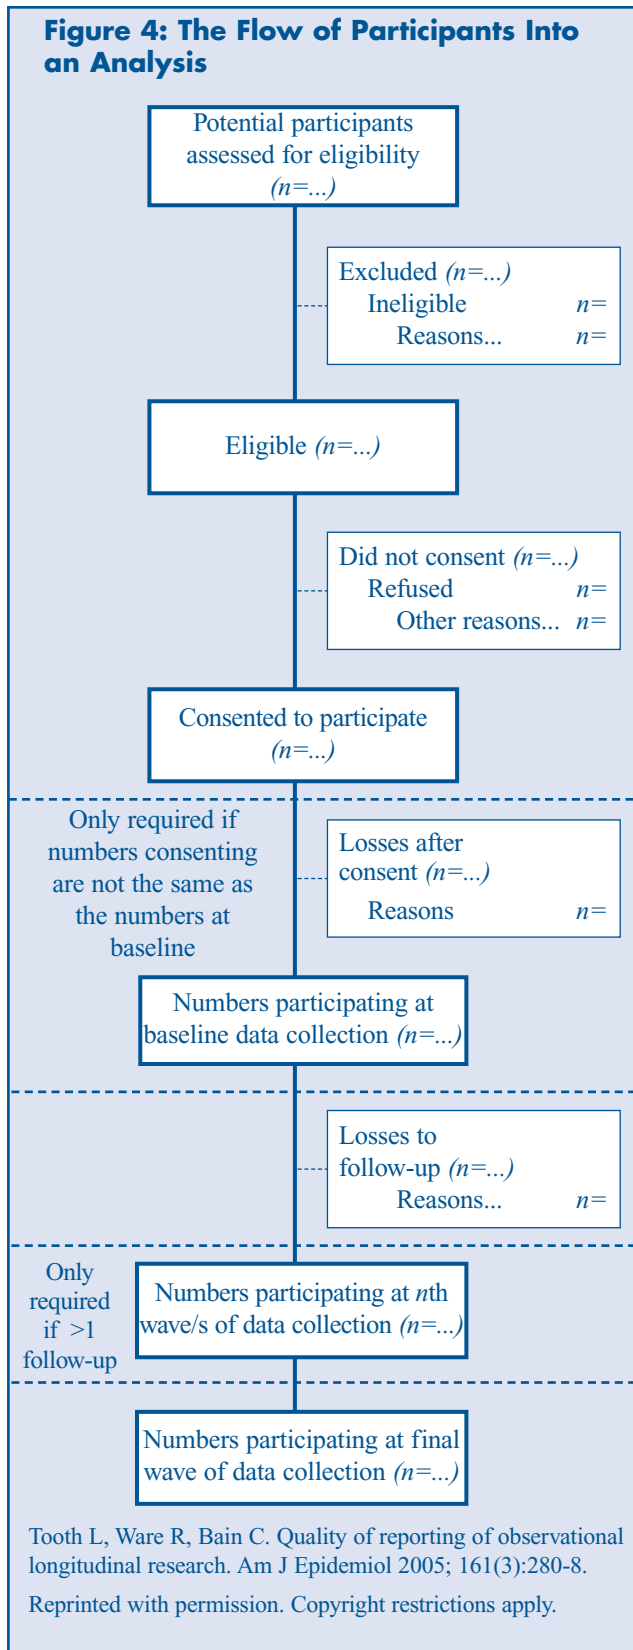 Figure 4: The Flow of Participants Into
an Analysis
Potential participants
assessed for eligibility
(n=...)
Excluded (n=...)
Ineligible n=
Reasons... n=
Eligible (n=...)
Did not consent (n=...)
Refused n=
Other reasons... n=
Consented to participate
(n=...)
Only required if
numbers consenting
are not the same as
the numbers at
baseline
Losses after
consent (n=...)
Reasons n=
Numbers participating at
baseline data collection (n=...)
Losses to
follow-up (n=...)
Reasons... n=
Only
required
if >1
follow-up
Numbers participating at nth
wave/s of data collection (n=...)
Numbers participating at final
wave of data collection (n=...)
Tooth L, Ware R, Bain C. Quality of reporting of observational
longitudinal research. Am J Epidemiol 2005; 161(3):280-8.
Reprinted with permission. Copyright restrictions apply.